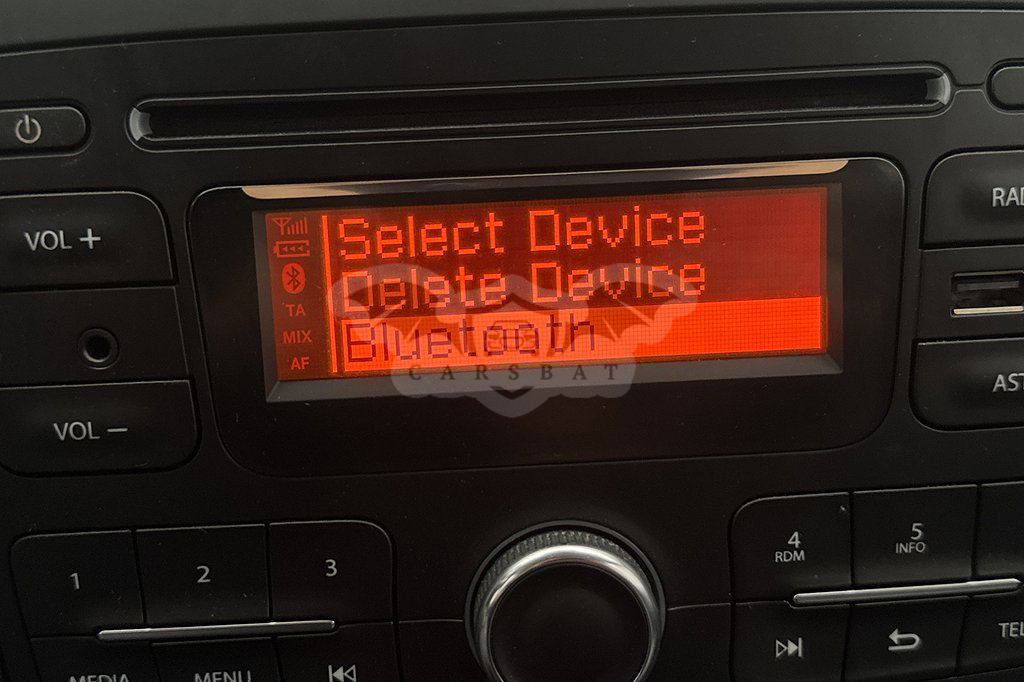 RAD
VOL +
Select Device
Delete Device
Bluetooth
TA
MIX
AF
CARSBAT
AST
VOL −
1
2
3
4
RDM
5
INFO
TEL
MEDIA
MENU